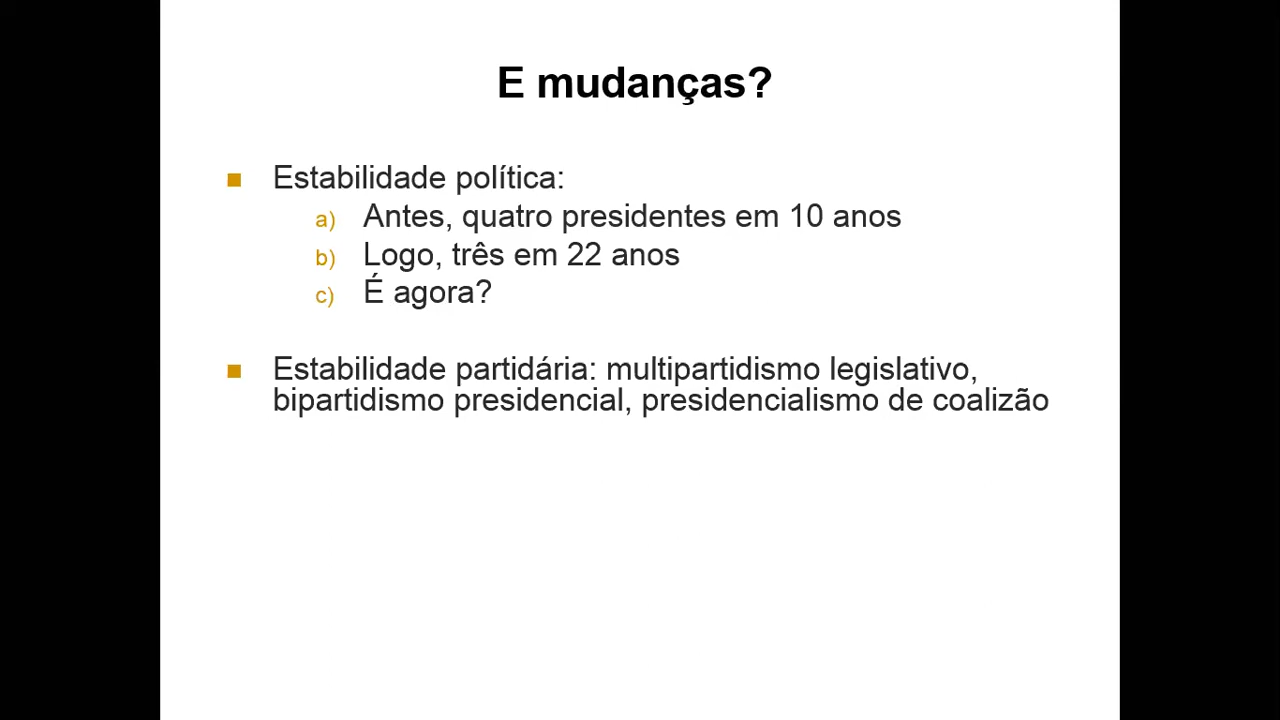 E mudanças?
Estabilidade política:
a) Antes, quatro presidentes em 10 anos
b) Logo, três em 22 anos
c) É agora?
Estabilidade partidária: multipartidismo legislativo,
bipartidismo presidencial, presidencialismo de coalizão